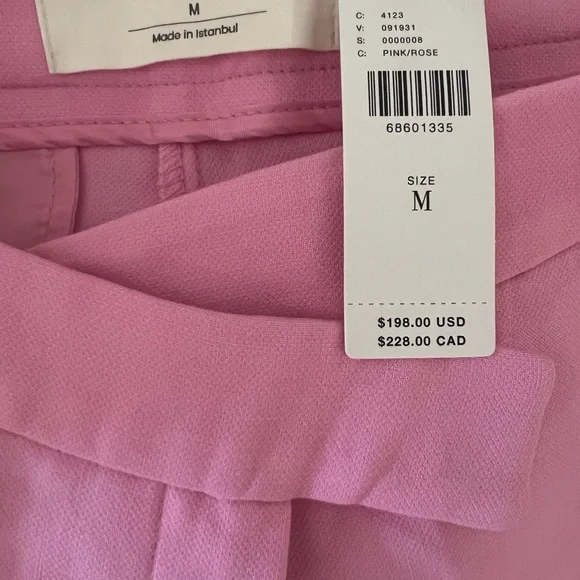 M
Made in Istanbul
C: 4123
V: 091931
S: 0000008
C: PINK/ROSE
68601335
SIZE
M
$198.00 USD
$228.00 CAD